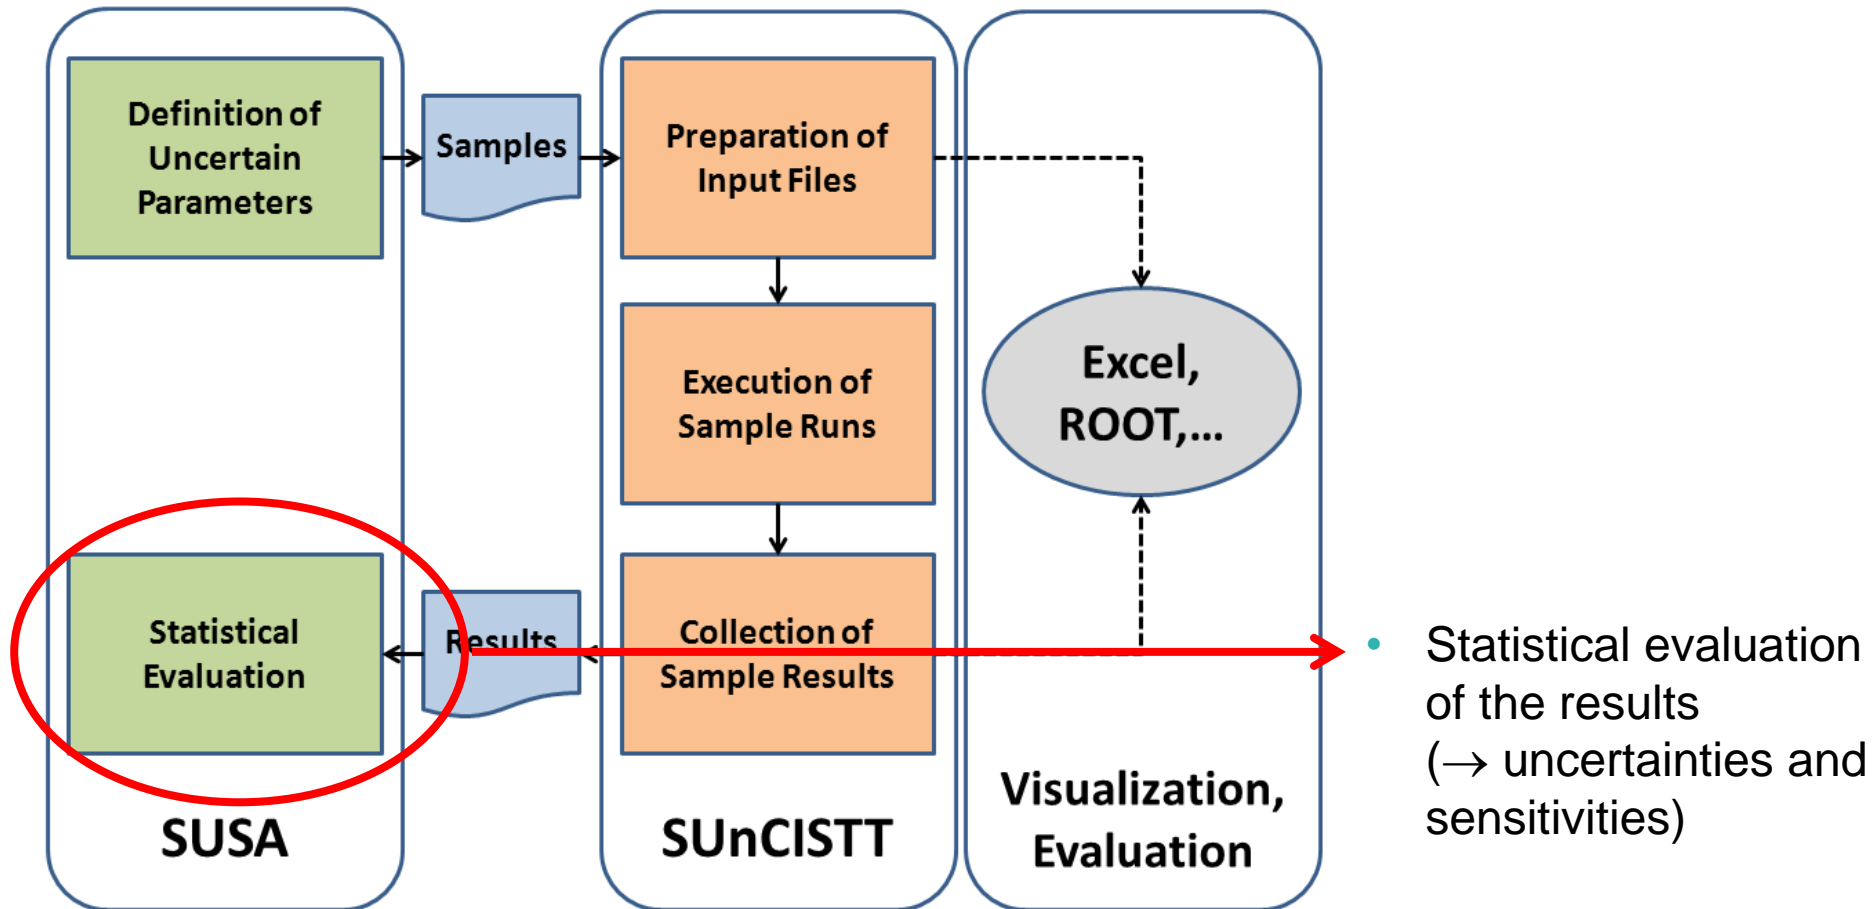 Definition of
Uncertain
Parameters
Samples
Preparation of
Input Files
Execution of
Sample Runs
Excel,
ROOT,...
Statistical
Evaluation
Results
Collection of
Sample Results
SUSA
SUnCISTT
Visualization,
Evaluation
• Statistical evaluation
of the results
(→ uncertainties and
sensitivities)